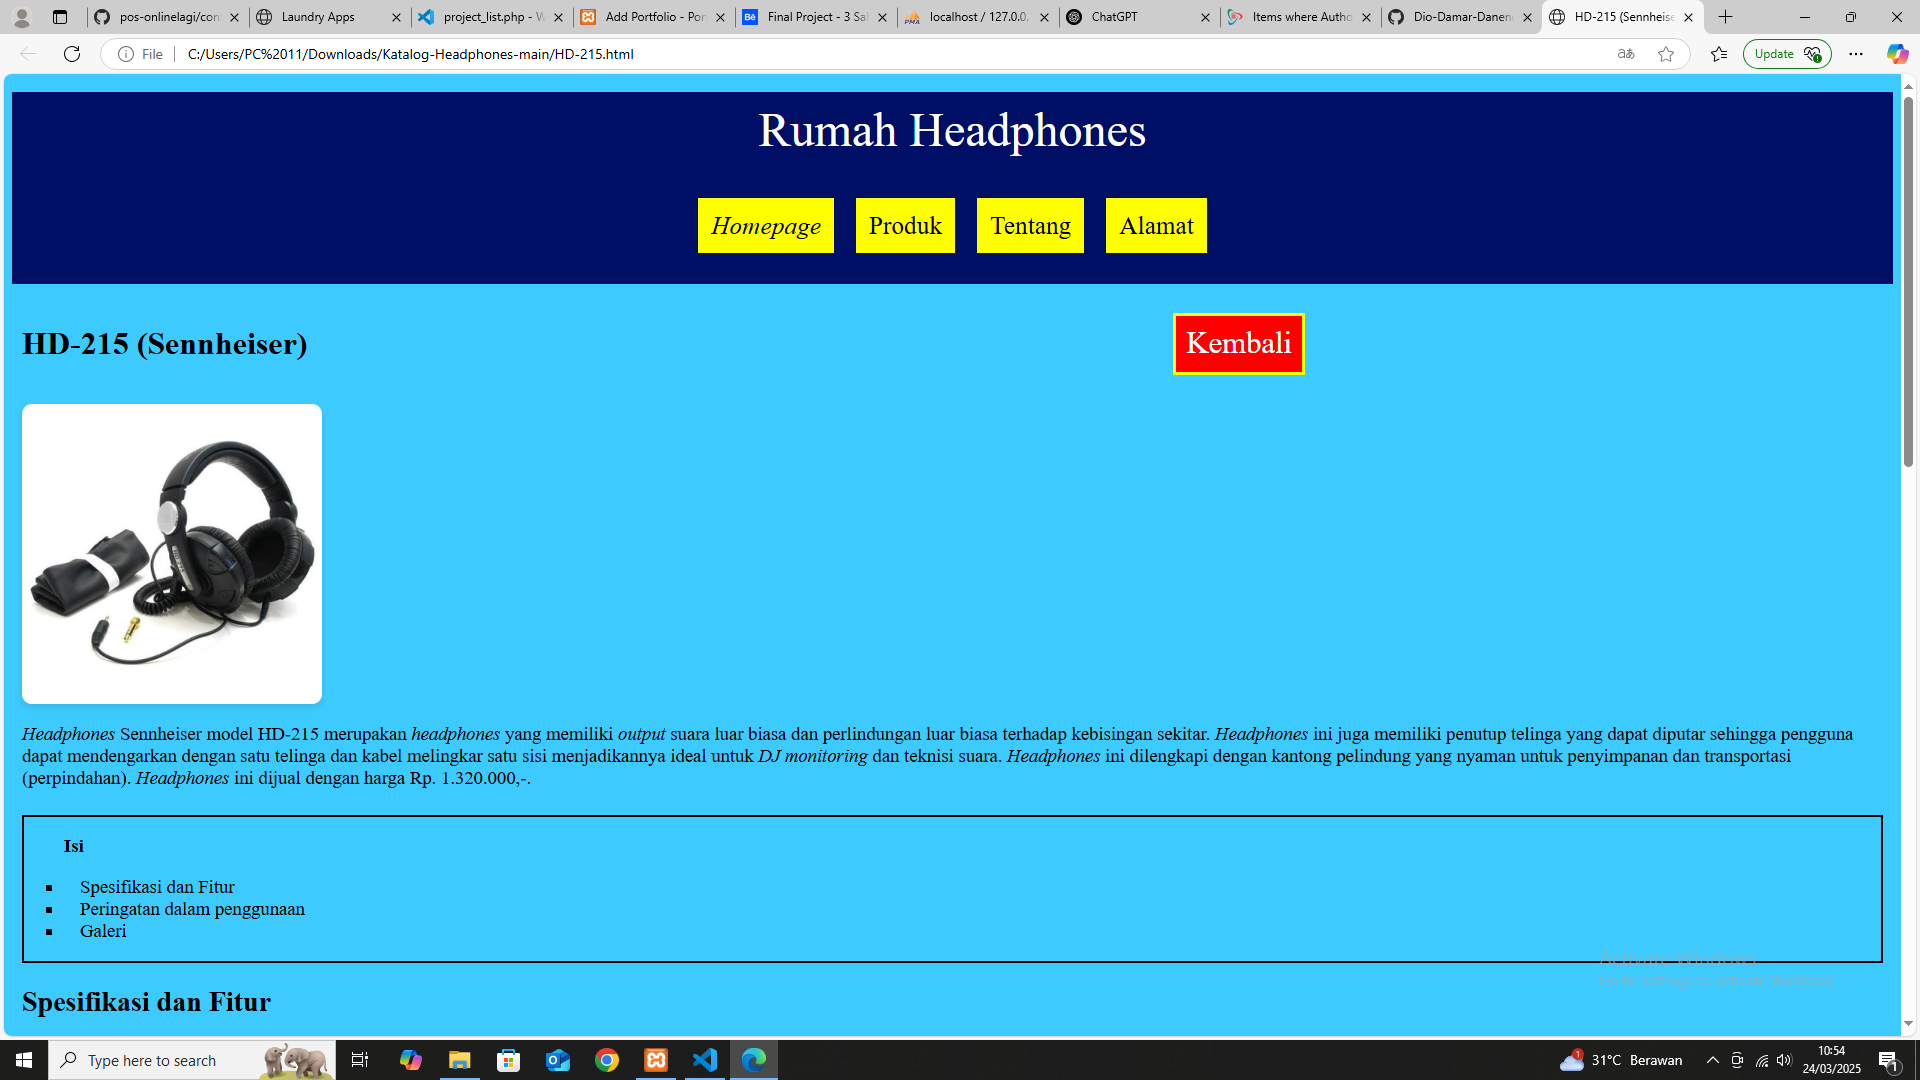 pos-onlinelagi/con
Laundry Apps
project_list.php - W
Add Portfolio - Por
Final Project - 3 Sal
localhost / 127.0.0.
ChatGPT
Items where Autho
Dio-Damar-Danen
HD-215 (Sennheise
File
C:/Users/PC%2011/Downloads/Katalog-Headphones-main/HD-215.html
Update
Rumah Headphones
Homepage
Produk
Tentang
Alamat
HD-215 (Sennheiser)
Kembali
Headphones Sennheiser model HD-215 merupakan headphones yang memiliki output suara luar biasa dan perlindungan luar biasa terhadap kebisingan sekitar. Headphones ini juga memiliki penutup telinga yang dapat diputar sehingga pengguna
dapat mendengarkan dengan satu telinga dan kabel melingkar satu sisi menjadikannya ideal untuk DJ monitoring dan teknisi suara. Headphones ini dilengkapi dengan kantong pelindung yang nyaman untuk penyimpanan dan transportasi
(perpindahan). Headphones ini dijual dengan harga Rp. 1.320.000,-.
Isi
Spesifikasi dan Fitur
Peringatan dalam penggunaan
Galeri
Activate Windows
Go to Settings to activate Windows.
Spesifikasi dan Fitur
Type here to search
31°C Berawan
10:54
24/03/2025